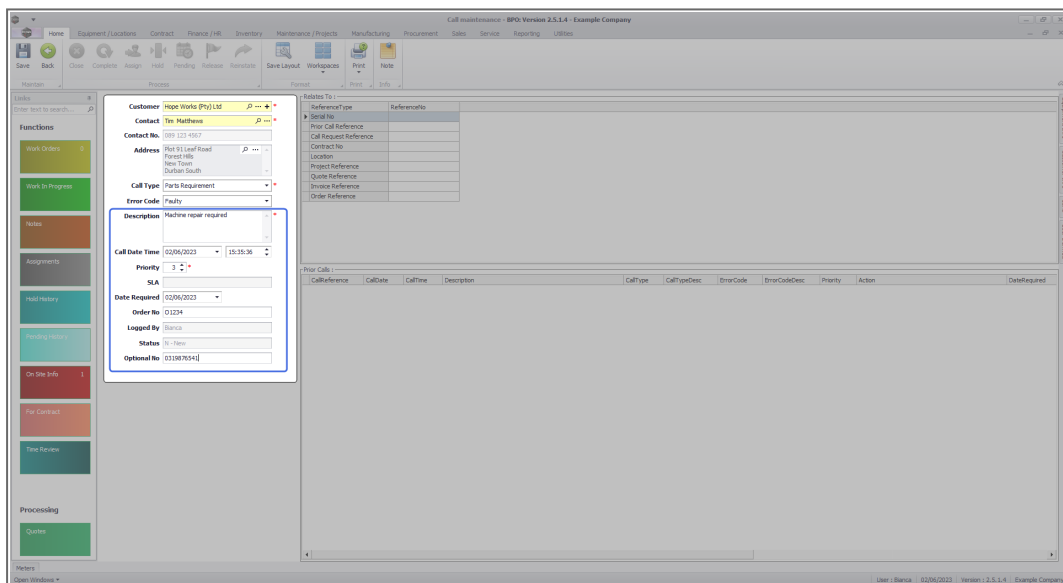 Call maintenance - BPO: Version 2.5.1.4 - Example Company
Home Equipment / Locations Contract Finance / HR Inventory Maintenance / Projects Manufacturing Procurement Sales Service Reporting Utilities
Save Back Close Complete Assign Hold Pending Release Reinstate Save Layout Workspaces Print Note
Maintain Process Format Print Info
Links
Enter text to search...
Functions
Work Orders 0
Work In Progress
Notes
Assignments
Hold History
Pending History
On Site Info 1
For Contract
Time Review
Processing
Quotes
Customer Hope Works (Pty) Ltd *
Contact Tim Matthews *
Contact No. 089 123 4567
Address Plot 91 Leaf Road
Forest Hills
New Town
Durban South
Call Type Parts Requirement *
Error Code Faulty
Description Machine repair required *
Call Date Time 02/06/2023 15:35:36
Priority 3 *
SLA
Date Required 02/06/2023
Order No O1234
Logged By Bianca
Status N - New
Optional No 0319876541
Relates To :
ReferenceType ReferenceNo
Serial No
Prior Call Reference
Call Request Reference
Contract No
Location
Project Reference
Quote Reference
Invoice Reference
Order Reference
Prior Calls :
CallReference CallDate CallTime Description CallType CallTypeDesc ErrorCode ErrorCodeDesc Priority Action DateRequired
Meters
Open Windows
User : Bianca 02/06/2023 Version : 2.5.1.4 Example Company